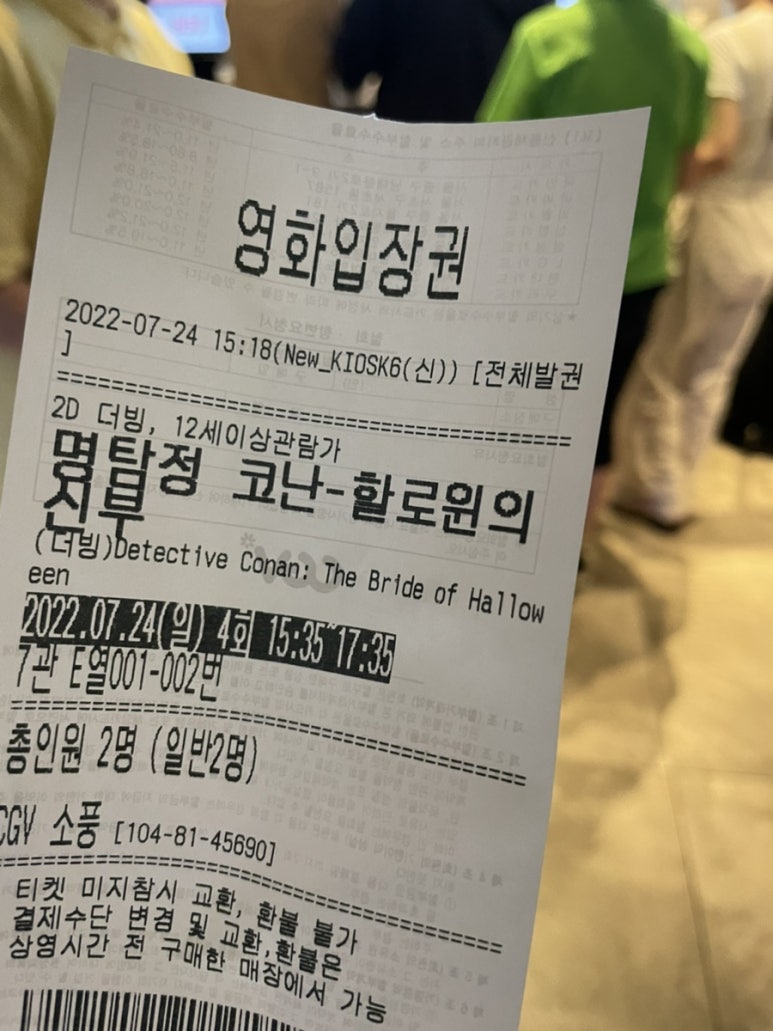 영화입장권
2022-07-24 15:18(New_KIOSK6(신)) [전체발권
]
2D 더빙, 12세이상관람가
명탐정 코난-할로윈의
신부
(더빙)Detective Conan: The Bride of Hallow
een
2022.07.24(일) 4회 15:35~17:35
7관 E열001-002번
총인원 2명 (일반2명)
CGV 소풍 [104-81-45690]
티켓 미지참시 교환, 환불 불가
결제수단 변경 및 교환,환불은
상영시간 전 구매한 매장에서 가능